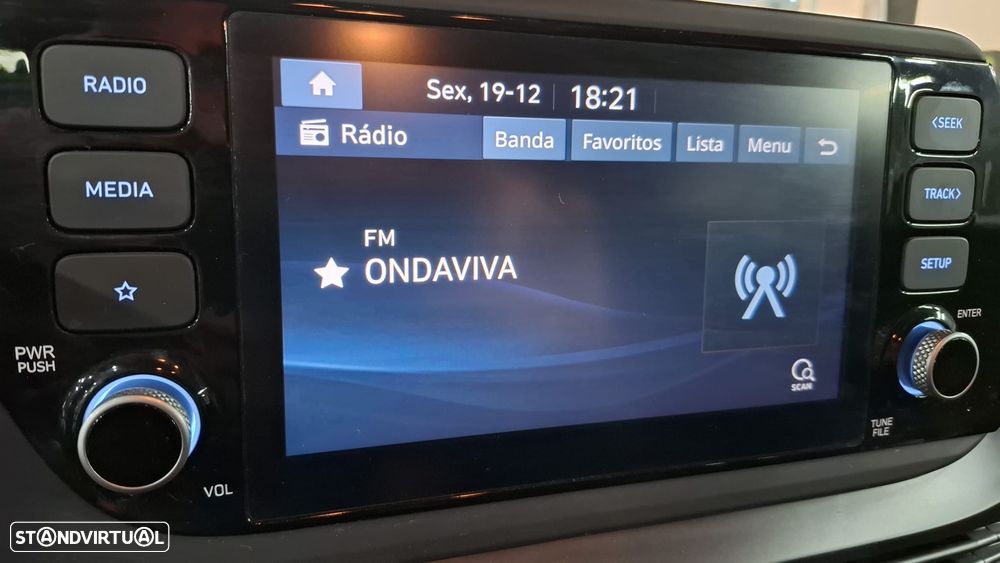 RADIO
MEDIA
PWR
PUSH
VOL
Sex, 19-12 18:21
Rádio Banda Favoritos Lista Menu
FM
ONDAVIVA
SCAN
<SEEK
TRACK>
SETUP
ENTER
TUNE
FILE
STANDVIRTUAL